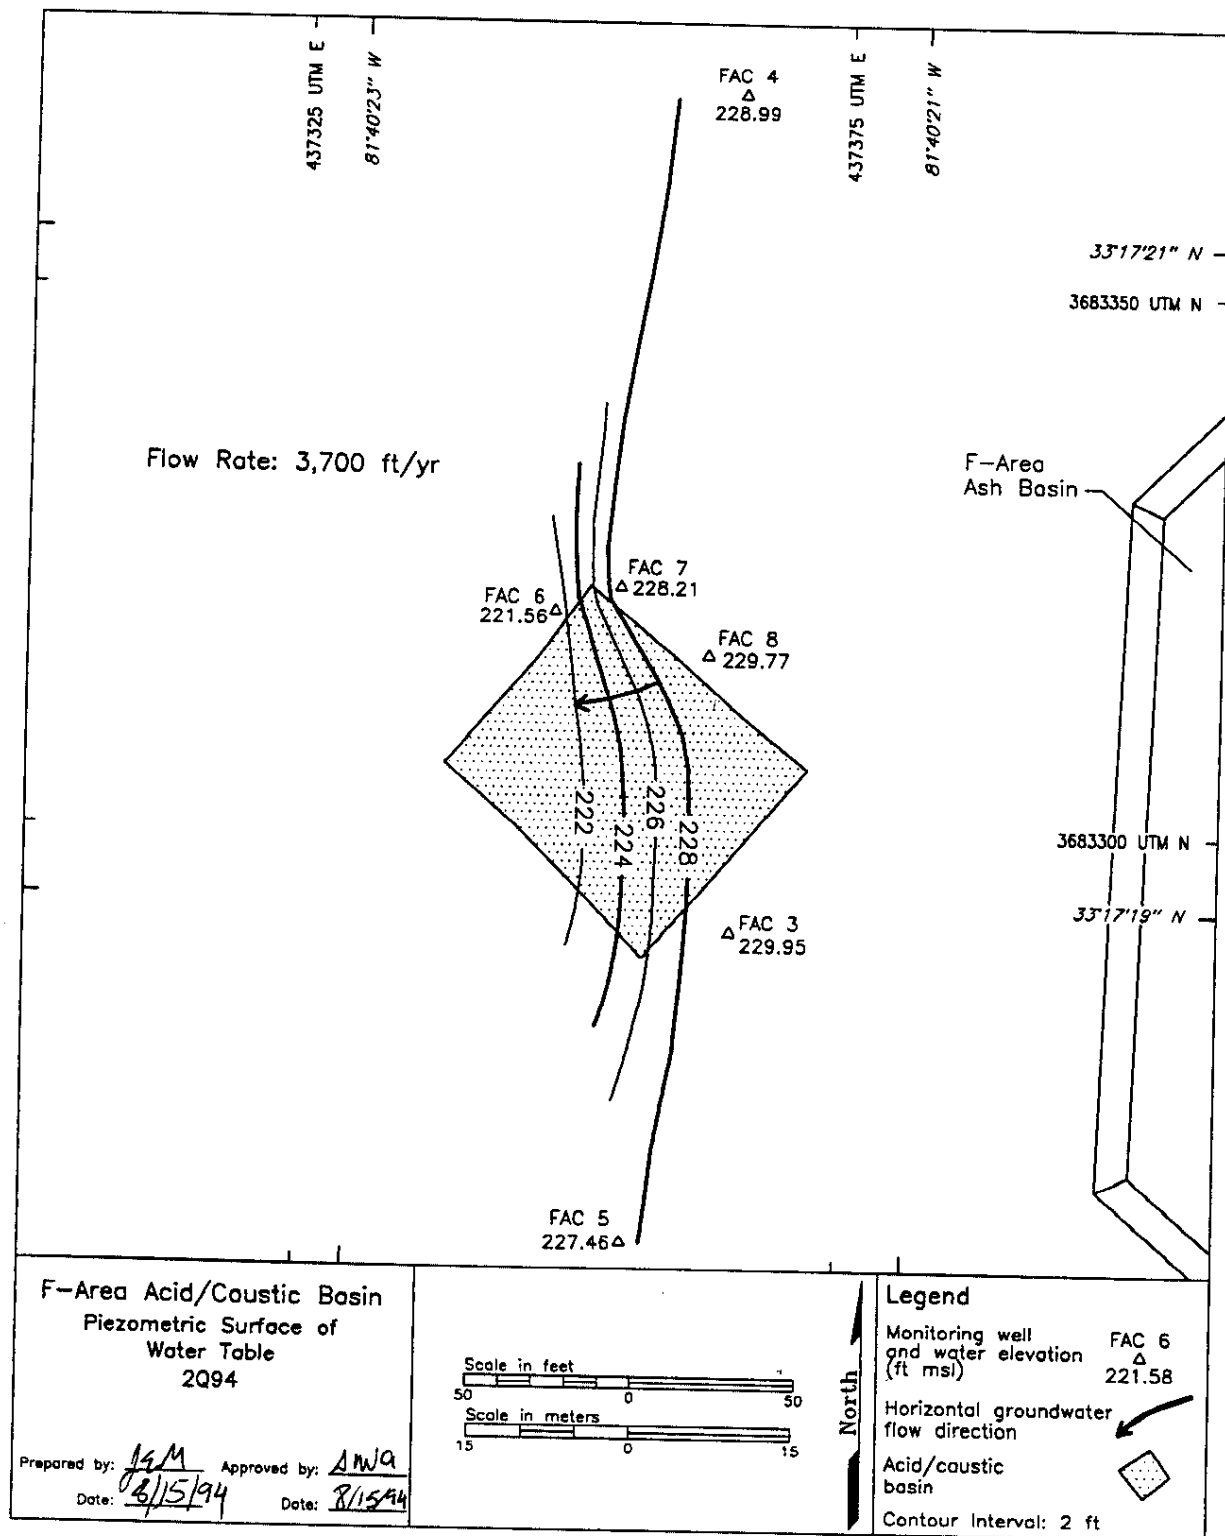 437325 UTM E
81°40'23" W
437375 UTM E
81°40'21" W
FAC 4
228.99
33°17'21" N
3683350 UTM N
Flow Rate: 3,700 ft/yr
F-Area
Ash Basin
FAC 7
228.21
FAC 6
221.56
FAC 8
229.77
222
224
226
228
3683300 UTM N
33°17'19" N
FAC 3
229.95
FAC 5
227.46
F-Area Acid/Caustic Basin
Piezometric Surface of
Water Table
2Q94
Prepared by: JEM Approved by:
Date: 8/15/94 Date: 8/15/94
Scale in feet
50 0 50
Scale in meters
15 0 15
North
Legend
Monitoring well
and water elevation
(ft msl)
FAC 6
221.58
Horizontal groundwater
flow direction
Acid/caustic
basin
Contour Interval: 2 ft